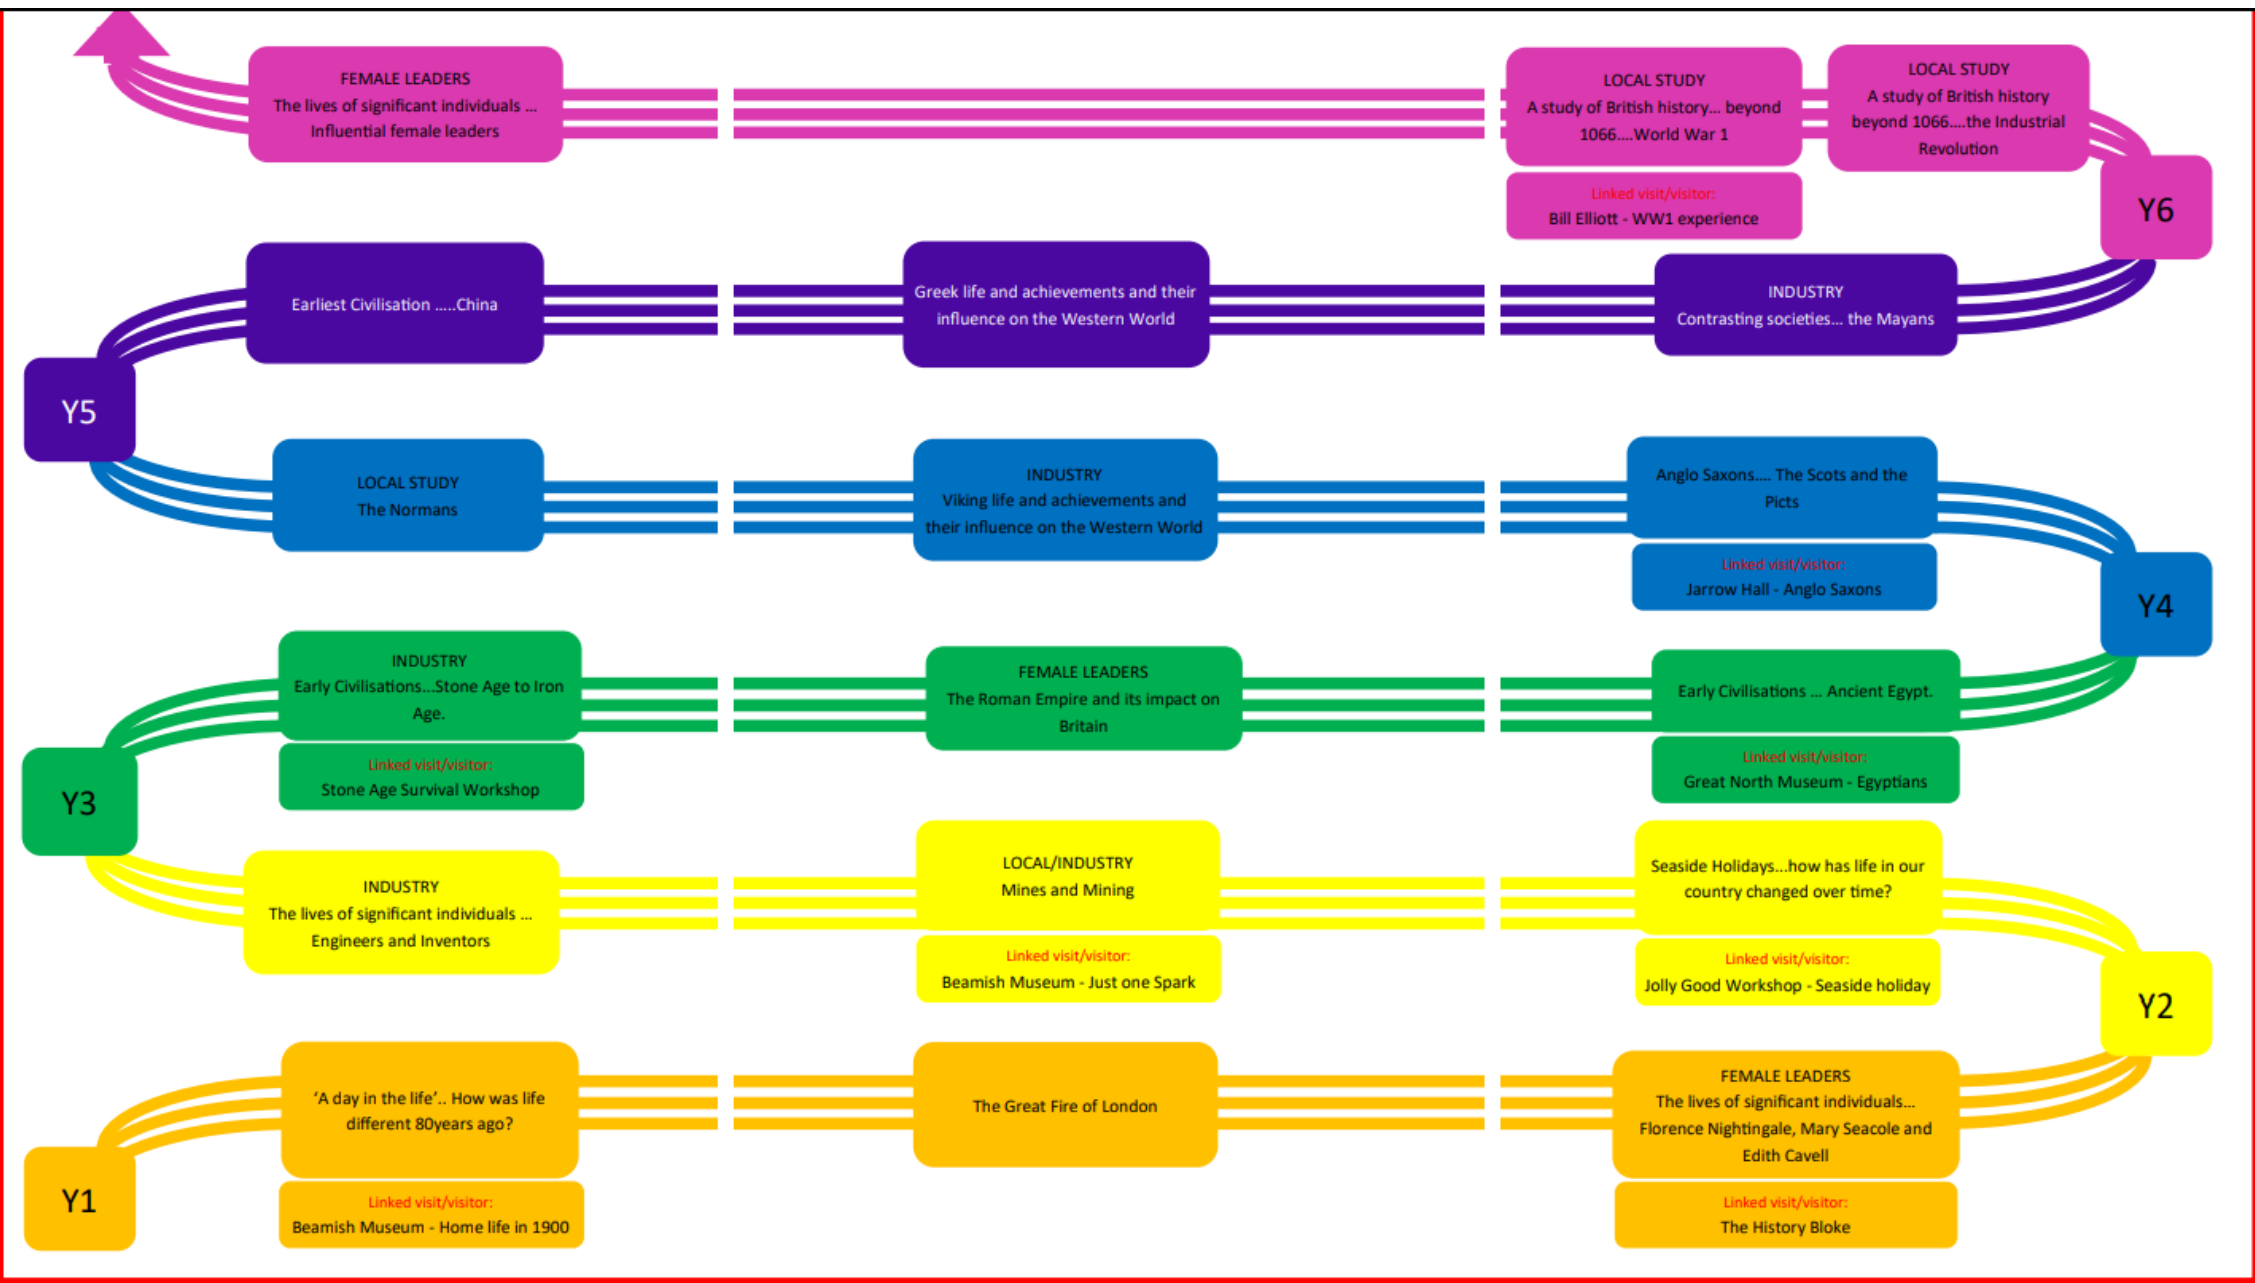 FEMALE LEADERS
The lives of significant individuals ...
Influential female leaders
LOCAL STUDY
A study of British history... beyond
1066....World War 1
Linked visit/visitor:
Bill Elliott - WW1 experience
LOCAL STUDY
A study of British history
beyond 1066....the Industrial
Revolution
Y6
Earliest Civilisation .....China
Greek life and achievements and their
influence on the Western World
INDUSTRY
Contrasting societies... the Mayans
Y5
LOCAL STUDY
The Normans
INDUSTRY
Viking life and achievements and
their influence on the Western World
Anglo Saxons.... The Scots and the
Picts
Linked visit/visitor:
Jarrow Hall - Anglo Saxons
Y4
INDUSTRY
Early Civilisations...Stone Age to Iron
Age.
Linked visit/visitor:
Stone Age Survival Workshop
FEMALE LEADERS
The Roman Empire and its impact on
Britain
Early Civilisations ... Ancient Egypt.
Linked visit/visitor:
Great North Museum - Egyptians
Y3
INDUSTRY
The lives of significant individuals ...
Engineers and Inventors
LOCAL/INDUSTRY
Mines and Mining
Linked visit/visitor:
Beamish Museum - Just one Spark
Seaside Holidays...how has life in our
country changed over time?
Linked visit/visitor:
Jolly Good Workshop - Seaside holiday
Y2
‘A day in the life’.. How was life
different 80years ago?
Linked visit/visitor:
Beamish Museum - Home life in 1900
The Great Fire of London
FEMALE LEADERS
The lives of significant individuals...
Florence Nightingale, Mary Seacole and
Edith Cavell
Linked visit/visitor:
The History Bloke
Y1